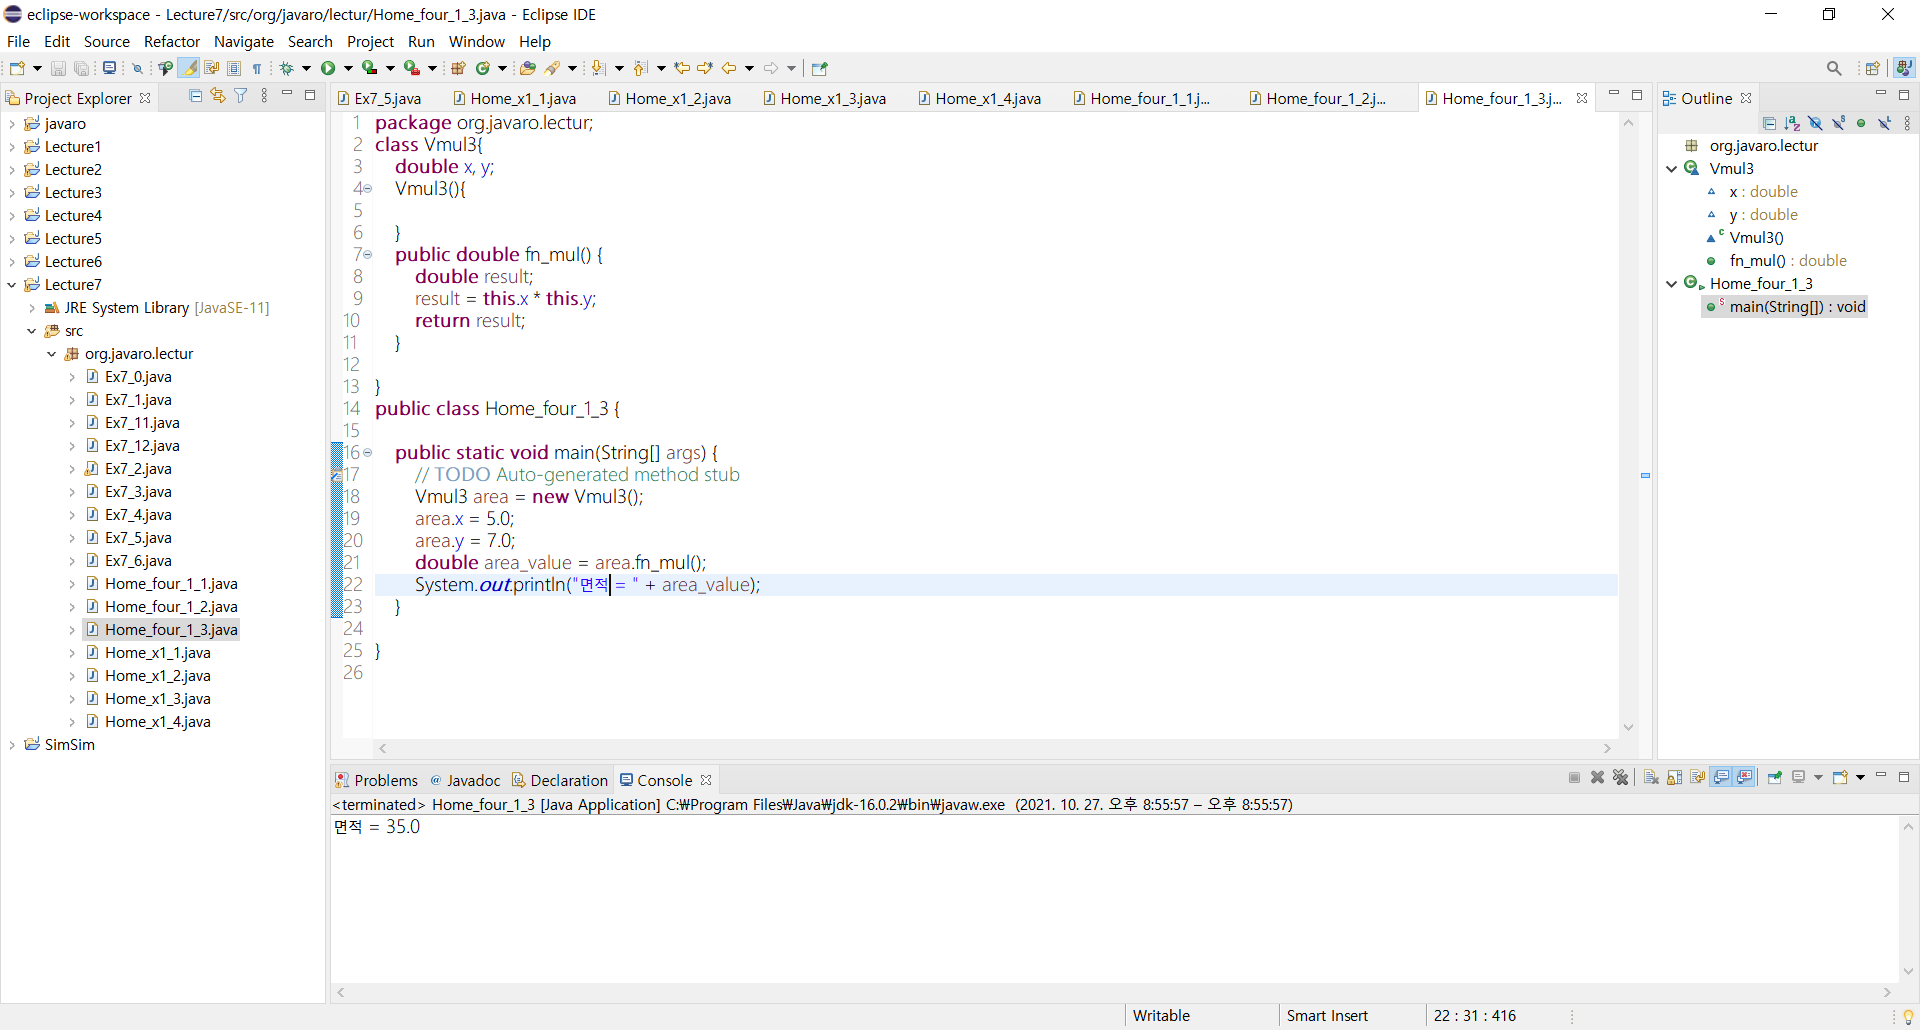 eclipse-workspace - Lecture7/src/org/javaro/lectur/Home_four_1_3.java - Eclipse IDE
File Edit Source Refactor Navigate Search Project Run Window Help
Project Explorer
javaro
Lecture1
Lecture2
Lecture3
Lecture4
Lecture5
Lecture6
Lecture7
JRE System Library [JavaSE-11]
src
org.javaro.lectur
Ex7_0.java
Ex7_1.java
Ex7_11.java
Ex7_12.java
Ex7_2.java
Ex7_3.java
Ex7_4.java
Ex7_5.java
Ex7_6.java
Home_four_1_1.java
Home_four_1_2.java
Home_four_1_3.java
Home_x1_1.java
Home_x1_2.java
Home_x1_3.java
Home_x1_4.java
SimSim
Ex7_5.java Home_x1_1.java Home_x1_2.java Home_x1_3.java Home_x1_4.java Home_four_1_1.j... Home_four_1_2.j... Home_four_1_3.j...
1 package org.javaro.lectur;
2 class Vmul3{
3 double x, y;
4 Vmul3(){
5
6 }
7 public double fn_mul() {
8 double result;
9 result = this.x * this.y;
10 return result;
11 }
12
13 }
14 public class Home_four_1_3 {
15
16 public static void main(String[] args) {
17 // TODO Auto-generated method stub
18 Vmul3 area = new Vmul3();
19 area.x = 5.0;
20 area.y = 7.0;
21 double area_value = area.fn_mul();
22 System.out.println("면적 = " + area_value);
23 }
24
25 }
26
Outline
org.javaro.lectur
Vmul3
x : double
y : double
Vmul3()
fn_mul() : double
Home_four_1_3
main(String[]) : void
Problems @ Javadoc Declaration Console
<terminated> Home_four_1_3 [Java Application] C:₩Program Files₩Java₩jdk-16.0.2₩bin₩javaw.exe (2021. 10. 27. 오후 8:55:57 – 오후 8:55:57)
면적 = 35.0
Writable Smart Insert 22 : 31 : 416